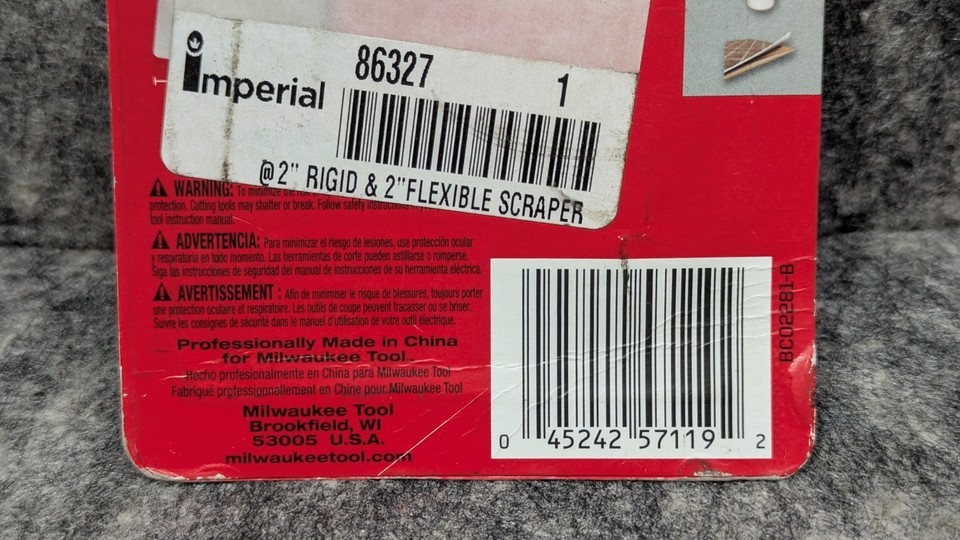 Imperial
86327 1
@ 2" RIGID & 2" FLEXIBLE SCRAPER
WARNING: To minimize the
protection. Cutting tools may shatter or break. Follow safety instructions
tool instruction manual.
ADVERTENCIA: Para minimizar el riesgo de lesiones, use protección ocular
y respiratoria en todo momento. Las herramientas de corte pueden astillarse o romperse.
Siga las instrucciones de seguridad del manual de instrucciones de su herramienta eléctrica.
AVERTISSEMENT : Afin de minimiser le risque de blessures, toujours porter
une protection oculaire et respiratoire. Les outils de coupe peuvent fracasser ou se briser.
Suivre les consignes de sécurité dans le manuel d'utilisation de votre outil électrique.
Professionally Made in China
for Milwaukee Tool
Hecho profesionalmente en China para Milwaukee Tool
Fabriqué professionnellement en Chine pour Milwaukee Tool
Milwaukee Tool
Brookfield, WI
53005 U.S.A.
milwaukeetool.com
0 45242 57119 2
BC02281-B